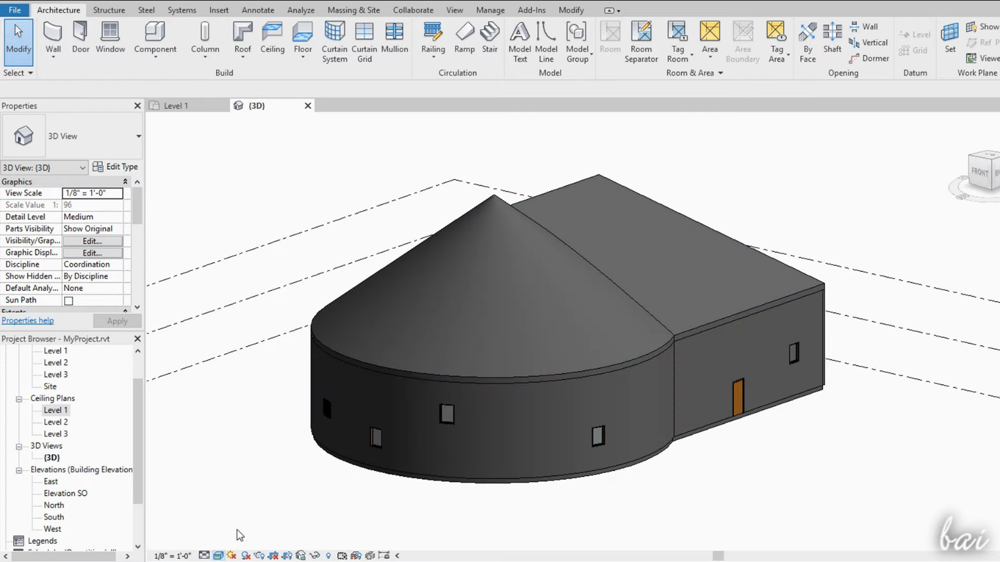 File Architecture Structure Steel Systems Insert Annotate Analyze Massing & Site Collaborate View Manage Add-Ins Modify
Modify Wall Door Window Component Column Roof Ceiling Floor Curtain System Curtain Grid Mullion Railing Ramp Stair Model Text Model Line Model Group Room Room Separator Tag Room Area Area Boundary Tag Area By Face Shaft Wall Vertical Dormer Level Grid Set Show Ref P Viewe
Select Build Circulation Model Room & Area Opening Datum Work Plane
Properties
Level 1 {3D}
3D View
3D View: {3D} Edit Type
Graphics
View Scale 1/8" = 1'-0"
Scale Value 1: 96
Detail Level Medium
Parts Visibility Show Original
Visibility/Grap... Edit...
Graphic Displ... Edit...
Discipline Coordination
Show Hidden ... By Discipline
Default Analy... None
Sun Path
Properties help Apply
Project Browser - MyProject.rvt
Level 1
Level 2
Level 3
Site
Ceiling Plans
Level 1
Level 2
Level 3
3D Views
{3D}
Elevations (Building Elevation
East
Elevation SO
North
South
West
Legends
FRONT
1/8" = 1'-0"
bai